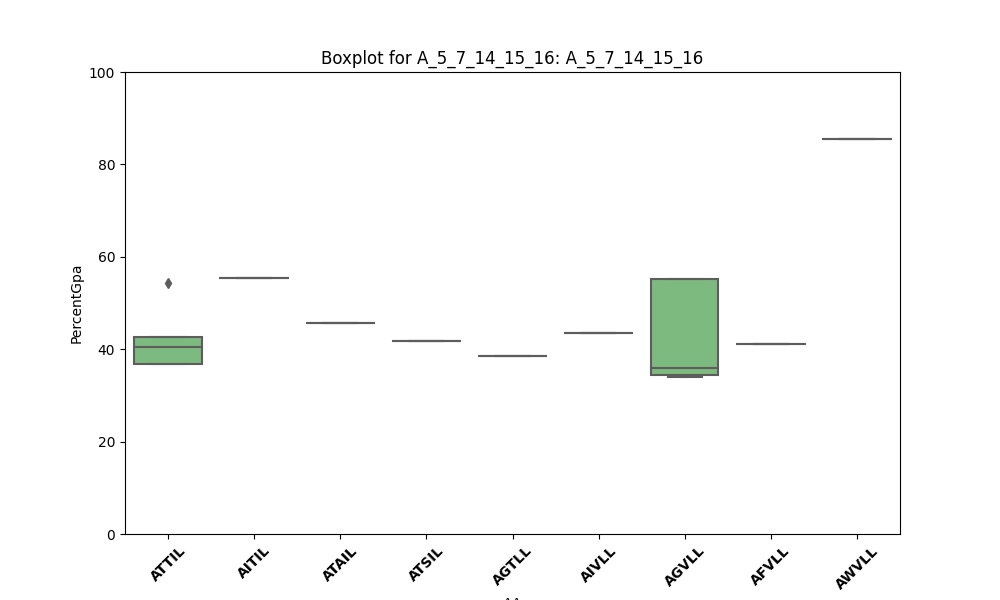 Boxplot for A_5_7_14_15_16: A_5_7_14_15_16
100
80
60
40
20
0
PercentGpa
ATTIL
AITIL
ATAIL
ATSIL
AGTLL
AIVLL
AGVLL
AFVLL
AWVLL